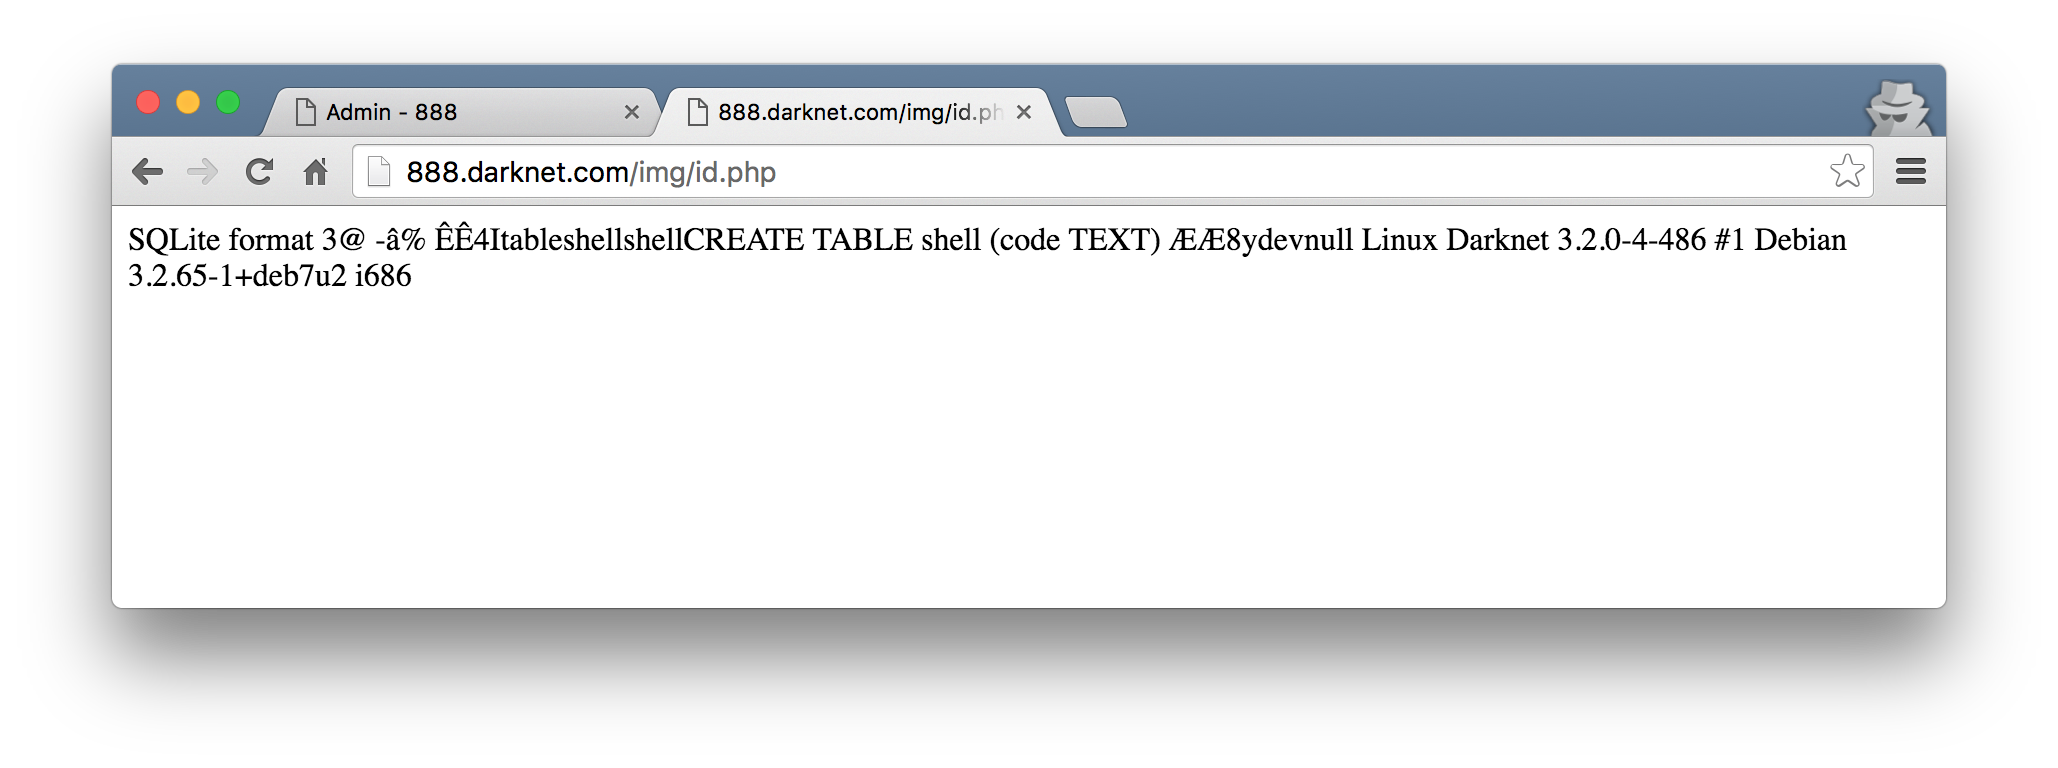 Admin - 888
888.darknet.com/img/id.ph
888.darknet.com/img/id.php
SQLite format 3@ -â% ÊÊ4ItableshellshellCREATE TABLE shell (code TEXT) ÆÆ8ydevnull Linux Darknet 3.2.0-4-486 #1 Debian
3.2.65-1+deb7u2 i686